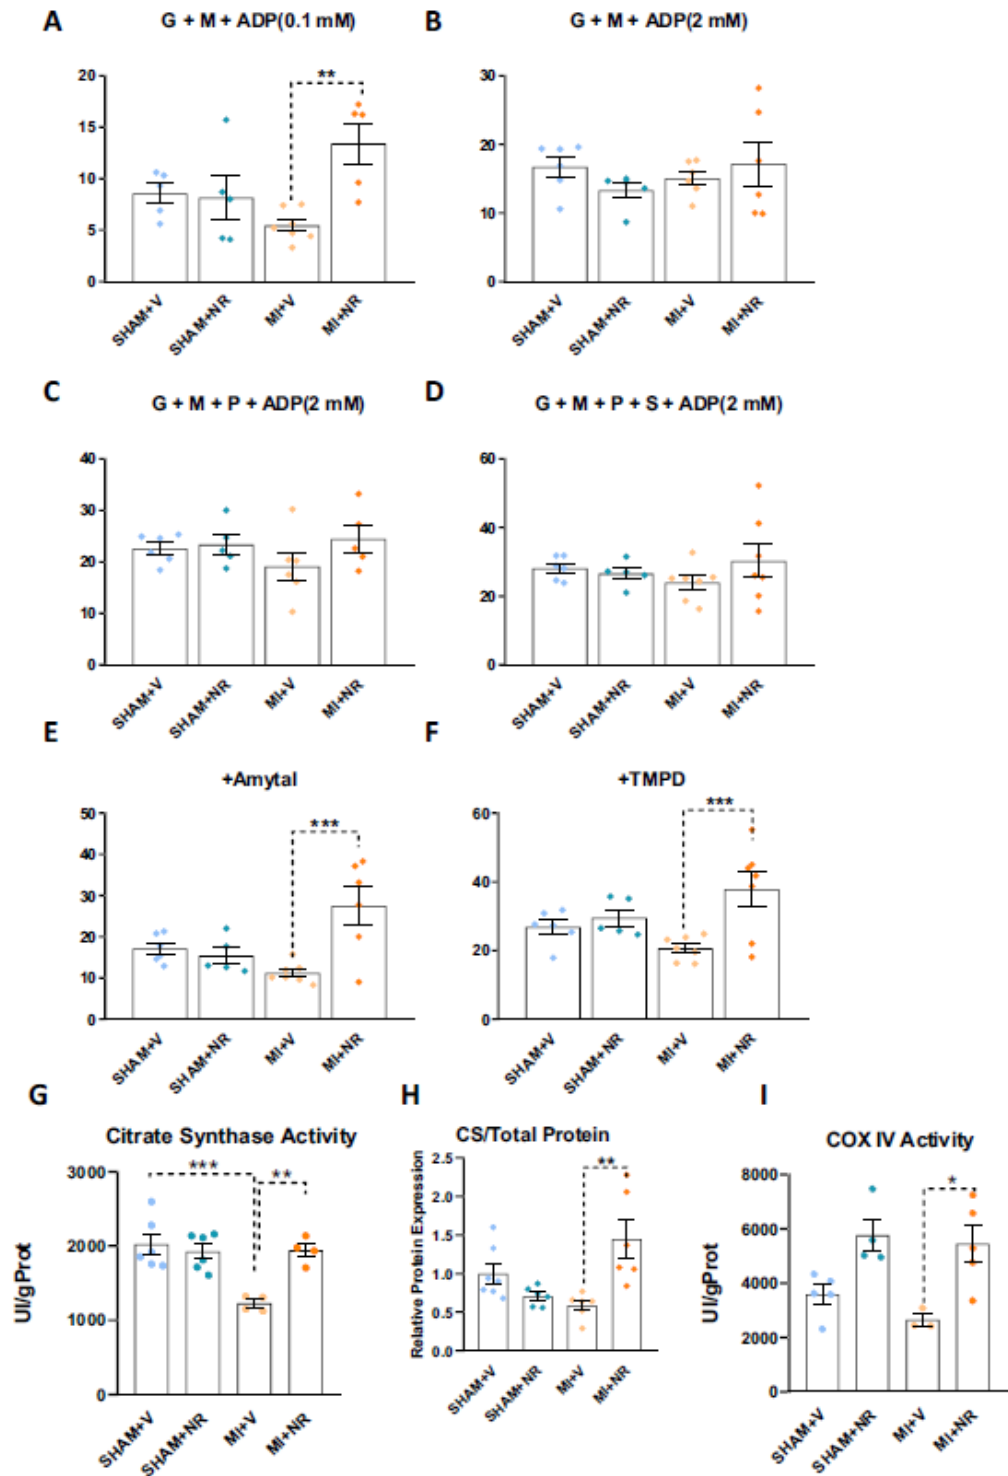 A G + M + ADP(0.1 mM)
B G + M + ADP(2 mM)
**
20
15
10
5
0
SHAM+V
SHAM+NR
MI+V
MI+NR
30
20
10
0
SHAM+V
SHAM+NR
MI+V
MI+NR
C G + M + P + ADP(2 mM)
D G + M + P + S + ADP(2 mM)
40
30
20
10
0
SHAM+V
SHAM+NR
MI+V
MI+NR
60
40
20
0
SHAM+V
SHAM+NR
MI+V
MI+NR
E
+Amytal
***
50
40
30
20
10
0
SHAM+V
SHAM+NR
MI+V
MI+NR
F
+TMPD
***
60
40
20
0
SHAM+V
SHAM+NR
MI+V
MI+NR
G
Citrate Synthase Activity
***
**
UI/gProt
3000
2000
1000
0
SHAM+V
SHAM+NR
MI+V
MI+NR
H
CS/Total Protein
**
Relative Protein Expression
2.5
2.0
1.5
1.0
0.5
0.0
SHAM+V
SHAM+NR
MI+V
MI+NR
I
COX IV Activity
*
UI/gProt
8000
6000
4000
2000
0
SHAM+V
SHAM+NR
MI+V
MI+NR